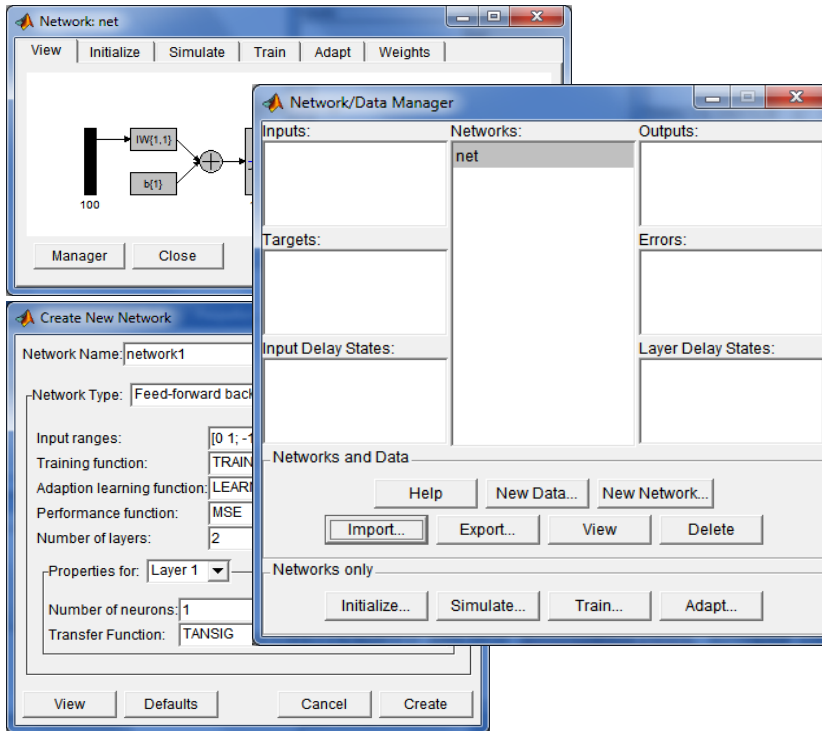 Network: net
View Initialize Simulate Train Adapt Weights
IW{1,1}
b{1}
100
Manager Close
Network/Data Manager
Inputs: Networks: Outputs:
net
Targets: Errors:
Input Delay States: Layer Delay States:
Networks and Data
Help New Data... New Network...
Import... Export... View Delete
Networks only
Initialize... Simulate... Train... Adapt...
Create New Network
Network Name: network1
Network Type: Feed-forward back
Input ranges: [0 1; -1
Training function: TRAIN
Adaption learning function: LEARN
Performance function: MSE
Number of layers: 2
Properties for: Layer 1
Number of neurons: 1
Transfer Function: TANSIG
View Defaults Cancel Create